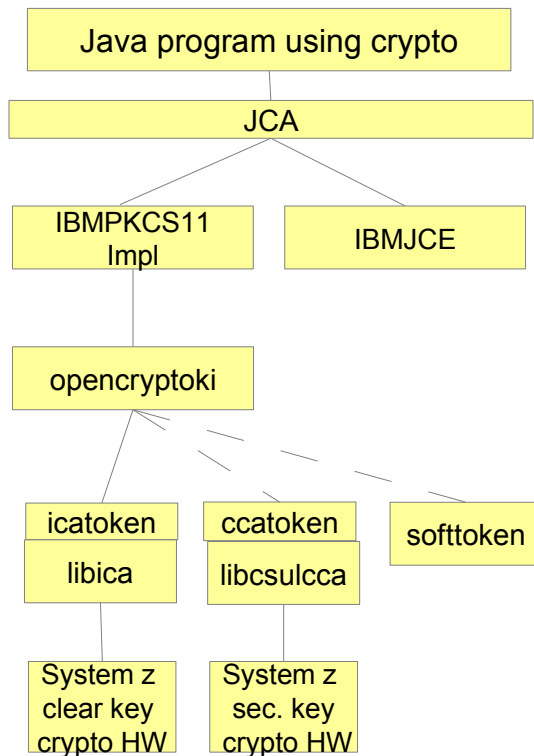 Java program using crypto
JCA
IBMPKCS11
Impl
IBMJCE
opencryptoki
icatoken
ccatoken
softtoken
libica
libcsulcca
System z
clear key
crypto HW
System z
sec. key
crypto HW